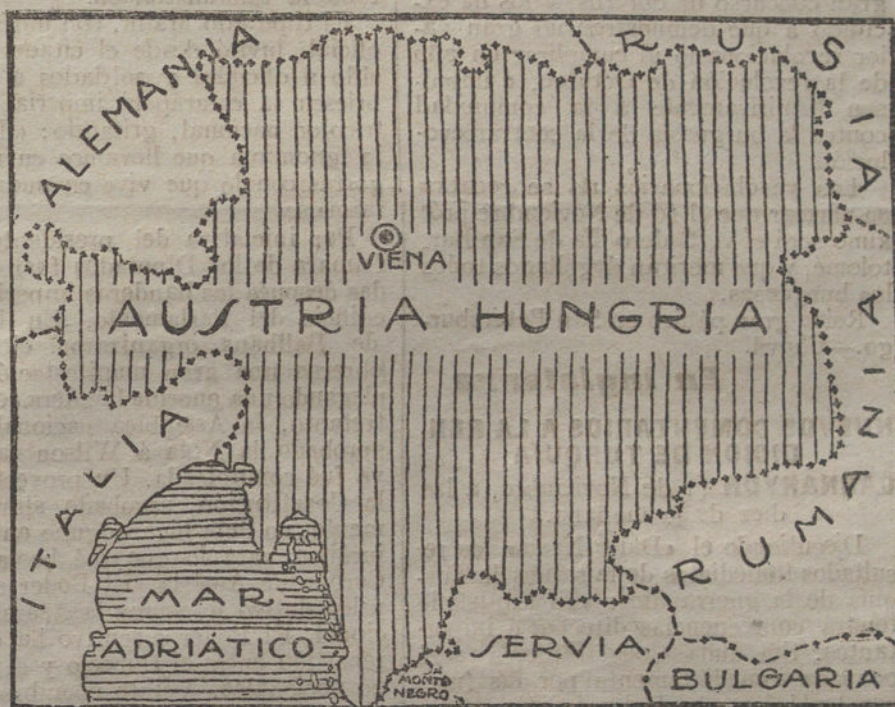 ALEMANIA
RUSIA
VIENA
AUSTRIA HUNGRIA
ITALIA
RUMANIA
MAR
ADRIÁTICO
SERVIA
MONTE
NEGRO
BULGARIA